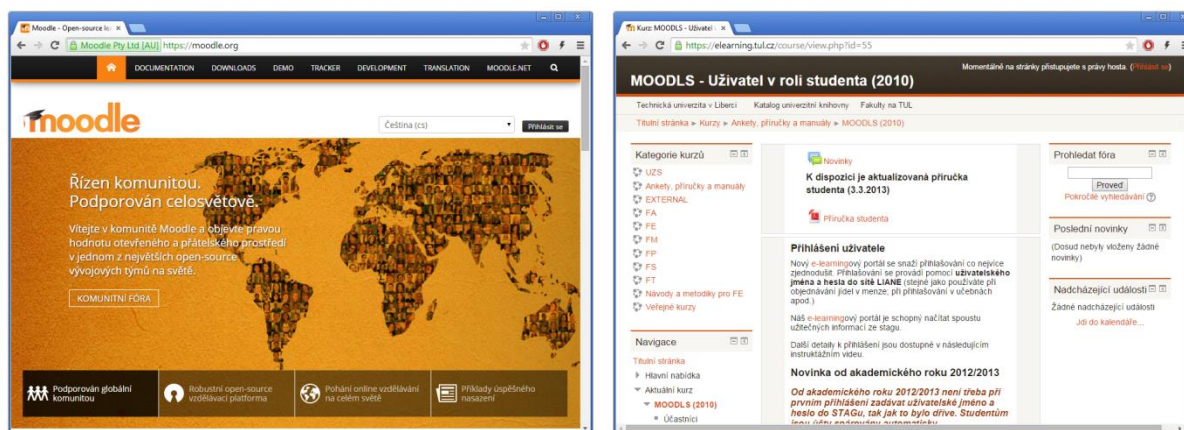 Moodle - Open-source le
Moodle Pty Ltd [AU] https://moodle.org
DOCUMENTATION DOWNLOADS DEMO TRACKER DEVELOPMENT TRANSLATION MOODLE.NET
moodle
Čeština (cs)
Přihlásit se
Řízen komunitou.
Podporován celosvětově.
Vítejte v komunitě Moodle a objevte pravou
hodnotu otevřeného a přátelského prostředí
v jednom z největších open-source
vývojových týmů na světě.
KOMUNITNÍ FÓRA
Podporován globální
komunitou
Robustní open-source
vzdělávací platforma
Pohání online vzdělávání
na celém světě
Příklady úspěšného
nasazení
Kurz MOODLS - Uživatel v
https://elearning.tul.cz/course/view.php?id=55
MOODLS - Uživatel v roli studenta (2010)
Momentálně na stránky přistupujete s právy hosta. (Přihlásit se)
Technická univerzita v Liberci Katalog univerzitní knihovny Fakulty na TUL
Titulní stránka ► Kurzy ► Ankety, příručky a manuály ► MOODLS (2010)
Kategorie kurzů
UZS
Ankety, příručky a manuály
EXTERNAL
FA
FE
FM
FP
FS
FT
Návody a metodiky pro FE
Veřejné kurzy
Navigace
Titulní stránka
Hlavní nabídka
Aktuální kurz
MOODLS (2010)
Účastníci
Novinky
K dispozici je aktualizovaná příručka
studenta (3.3.2013)
Příručka studenta
Přihlášení uživatele
Nový e-learningový portál se snaží přihlašování co nejvíce
zjednodušit. Přihlašování se provádí pomocí uživatelského
jména a hesla do sítě LIANE (stejné jako používáte při
objednávání jídel v menze, při přihlašování v učebnách
apod.)
Náš e-learningový portál je schopný načítat spoustu
užitečných informací ze stagu.
Další detaily k přihlášení jsou dostupné v následujícím
instruktážním videu.
Novinka od akademického roku 2012/2013
Od akademického roku 2012/2013 není třeba při
prvním přihlášení zadávat uživatelské jméno a
heslo do STAGu, tak jak to bylo dříve. Studentům
jsou účty spárovány automaticky
Prohledat fóra
Proveď
Pokročilé vyhledávání
Poslední novinky
(Dosud nebyly vloženy žádné
novinky)
Nadcházející události
Žádné nadcházející události
Jdi do kalendáře...